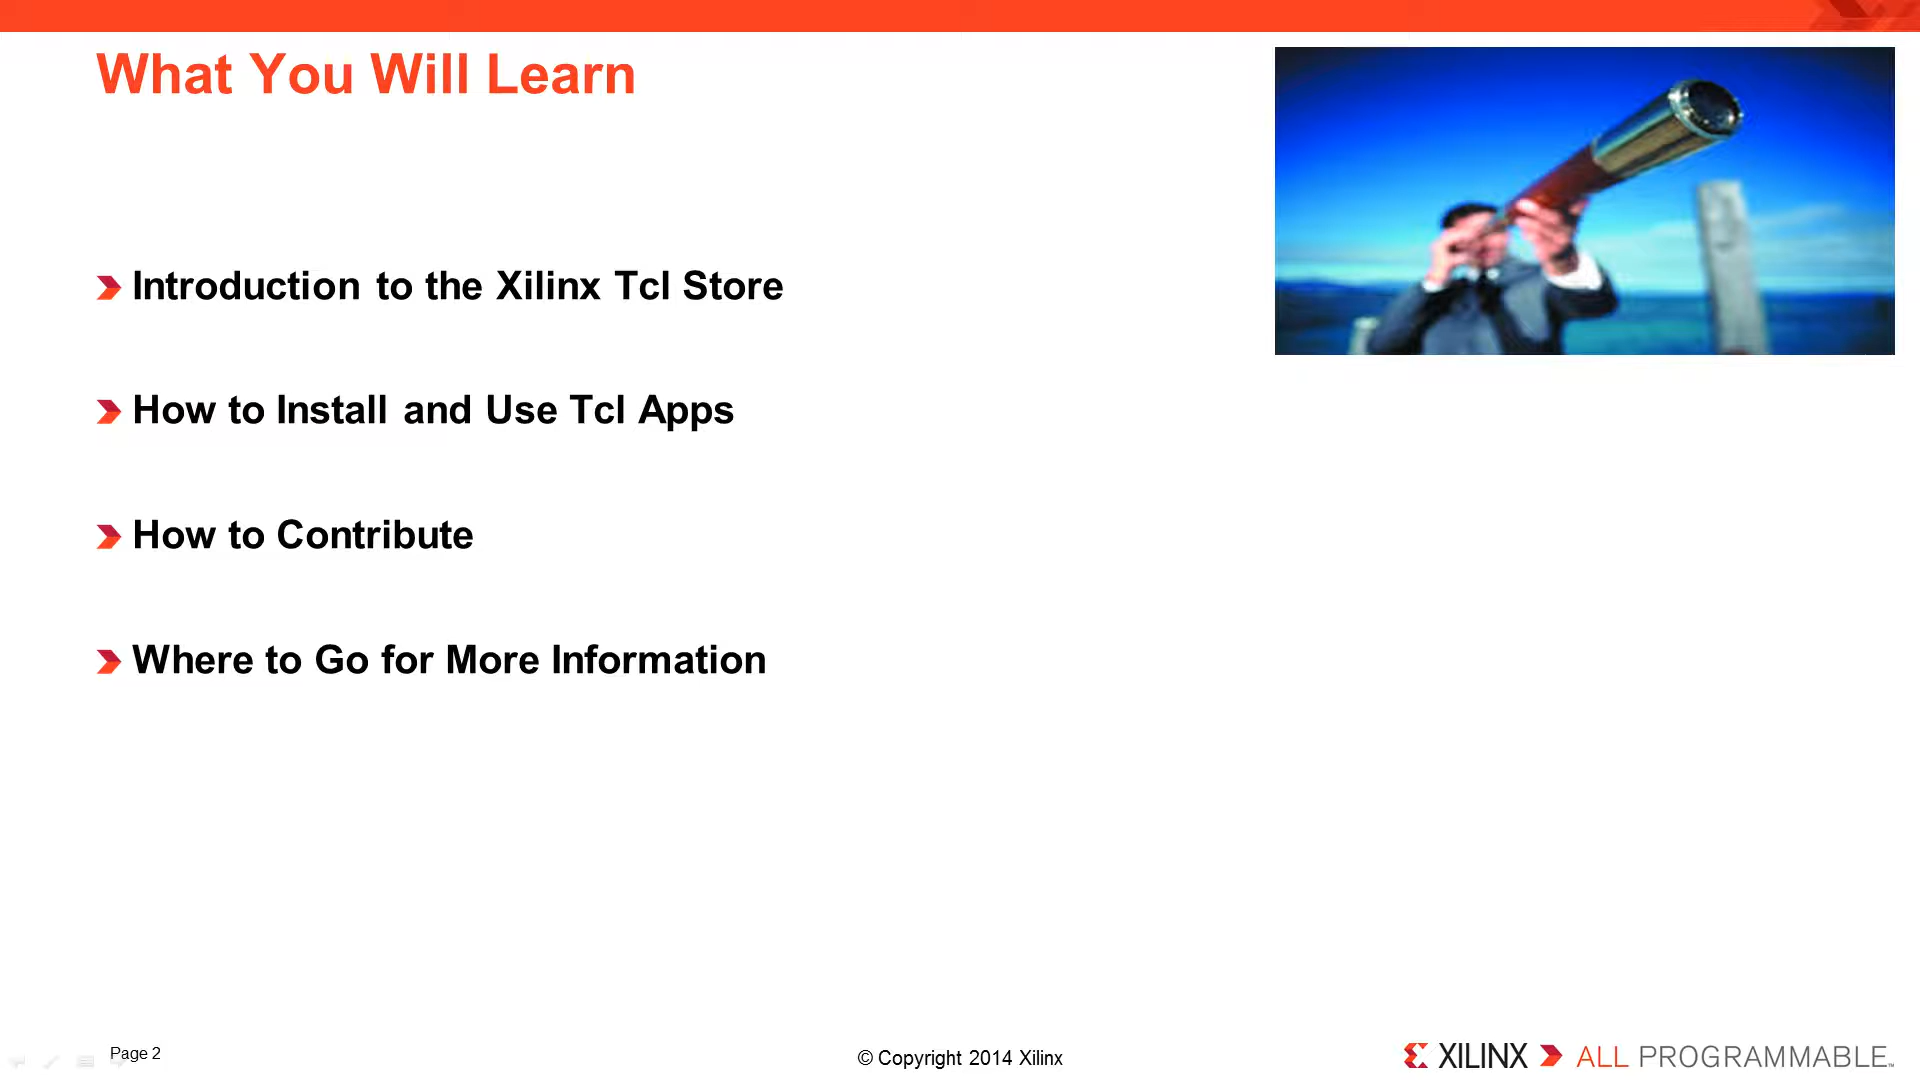 What You Will Learn
Introduction to the Xilinx Tcl Store
How to Install and Use Tcl Apps
How to Contribute
Where to Go for More Information
Page 2
© Copyright 2014 Xilinx
XILINX ALL PROGRAMMABLE™